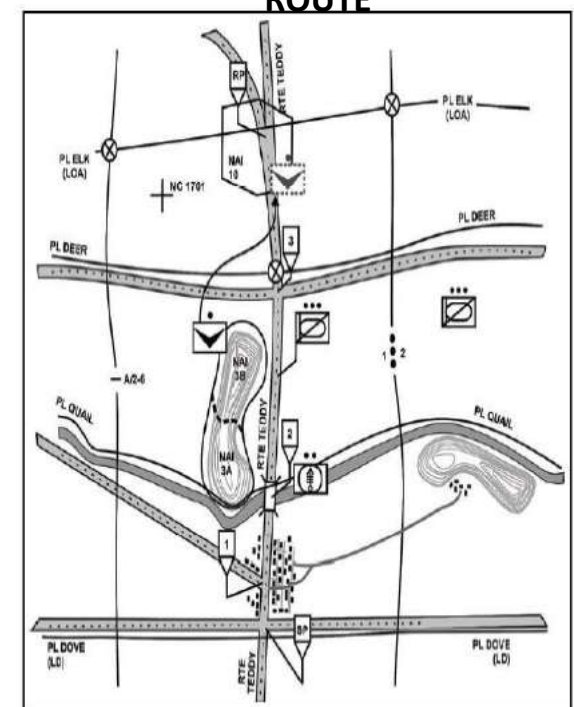 ROUTE
RTE TEDDY
RP
PL ELK
(LOA)
PL ELK
(LOA)
NAI
10
NC 1761
3
PL DEER
PL DEER
NAI
3B
1 2
A/2-6
PL QUAIL
RTE TEDDY
2
PL QUAIL
NAI
3A
1
SP
PL DOVE
(LD)
PL DOVE
(LD)
RTE
TEDDY